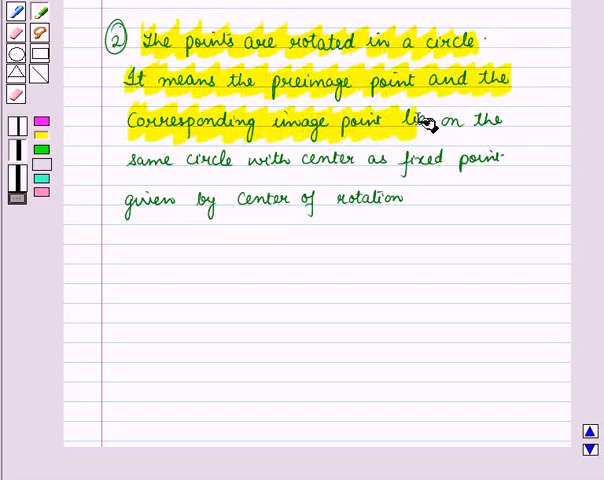 2 The points are rotated in a circle.
It means the preimage point and the
Corresponding image point lie on the
same circle with center as fixed point
given by center of rotation